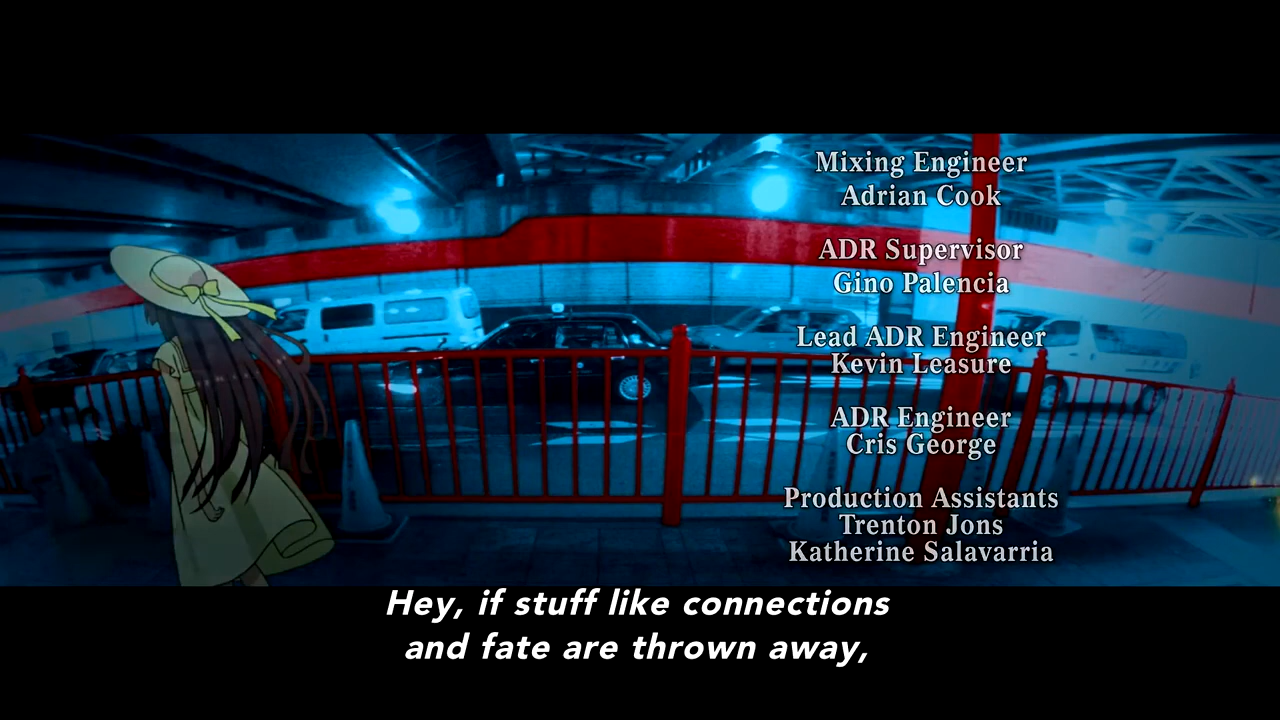 Mixing Engineer
Adrian Cook
ADR Supervisor
Gino Palencia
Lead ADR Engineer
Kevin Leasure
ADR Engineer
Cris George
Production Assistants
Trenton Jons
Katherine Salavarria
Hey, if stuff like connections
and fate are thrown away,